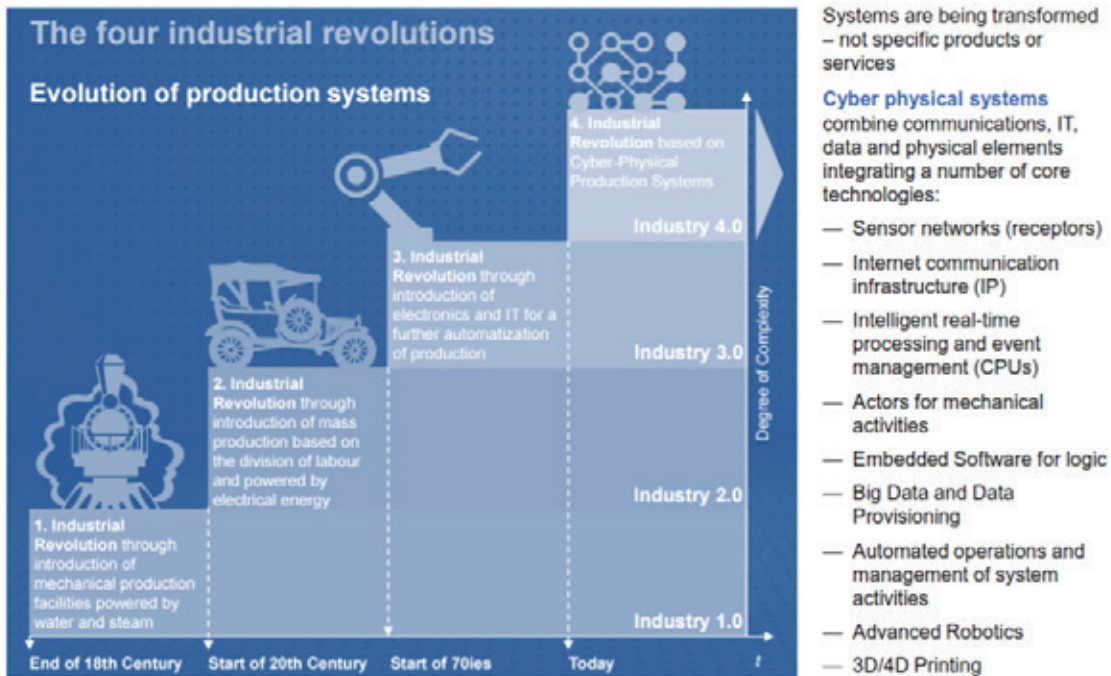 The four industrial revolutions
Evolution of production systems
4. Industrial
Revolution based on
Cyber-Physical
Production Systems
Industry 4.0
3. Industrial
Revolution through
introduction of
electronics and IT for a
further automatization
of production
Industry 3.0
2. Industrial
Revolution through
introduction of mass
production based on
the division of labour
and powered by
electrical energy
Industry 2.0
1. Industrial
Revolution through
introduction of
mechanical production
facilities powered by
water and steam
Industry 1.0
Degree of Complexity
End of 18th Century
Start of 20th Century
Start of 70ies
Today
t
Systems are being transformed
– not specific products or
services
Cyber physical systems
combine communications, IT,
data and physical elements
integrating a number of core
technologies:
— Sensor networks (receptors)
— Internet communication
infrastructure (IP)
— Intelligent real-time
processing and event
management (CPUs)
— Actors for mechanical
activities
— Embedded Software for logic
— Big Data and Data
Provisioning
— Automated operations and
management of system
activities
— Advanced Robotics
— 3D/4D Printing